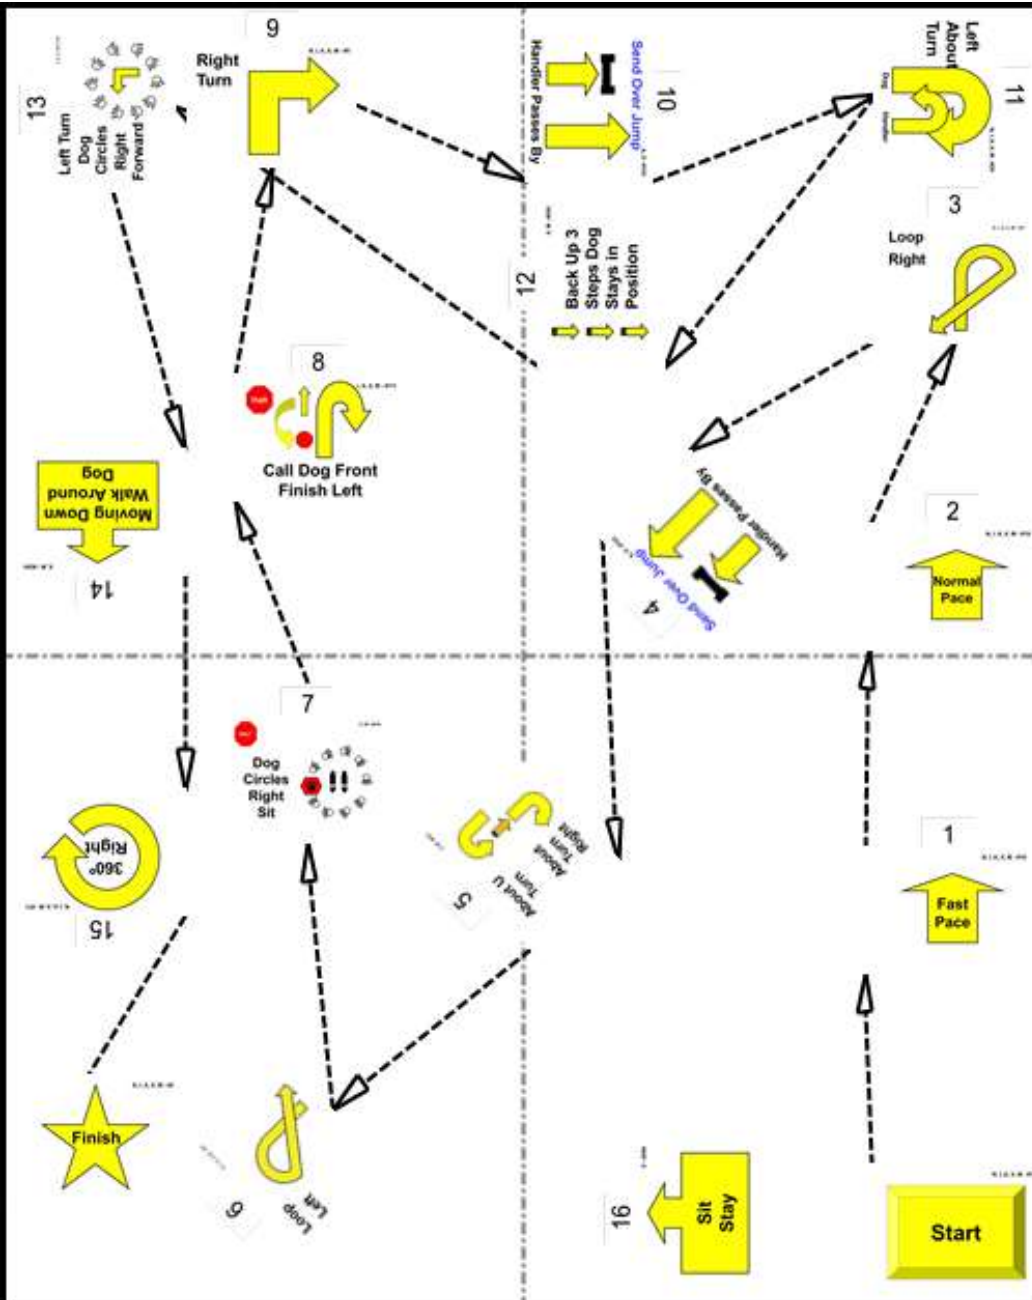 9
Right
Turn
13
Left Turn
Dog
Circles
Right
Forward
10
Send Over Jump
Handler Passes By
11
Left
About
Turn
Dog
Handler
3
Loop
Right
12
Back Up 3
Steps Dog
Stays in
Position
8
Call Dog Front
Finish Left
14
Moving Down
Walk Around
Dog
4
Send Over Jump
Handler Passes By
2
Normal
Pace
7
Dog
Circles
Right
Sit
5
About U
Turn
About
Right
Turn
1
Fast
Pace
15
360º
Right
Finish
6
Loop
Left
16
Sit
Stay
Start